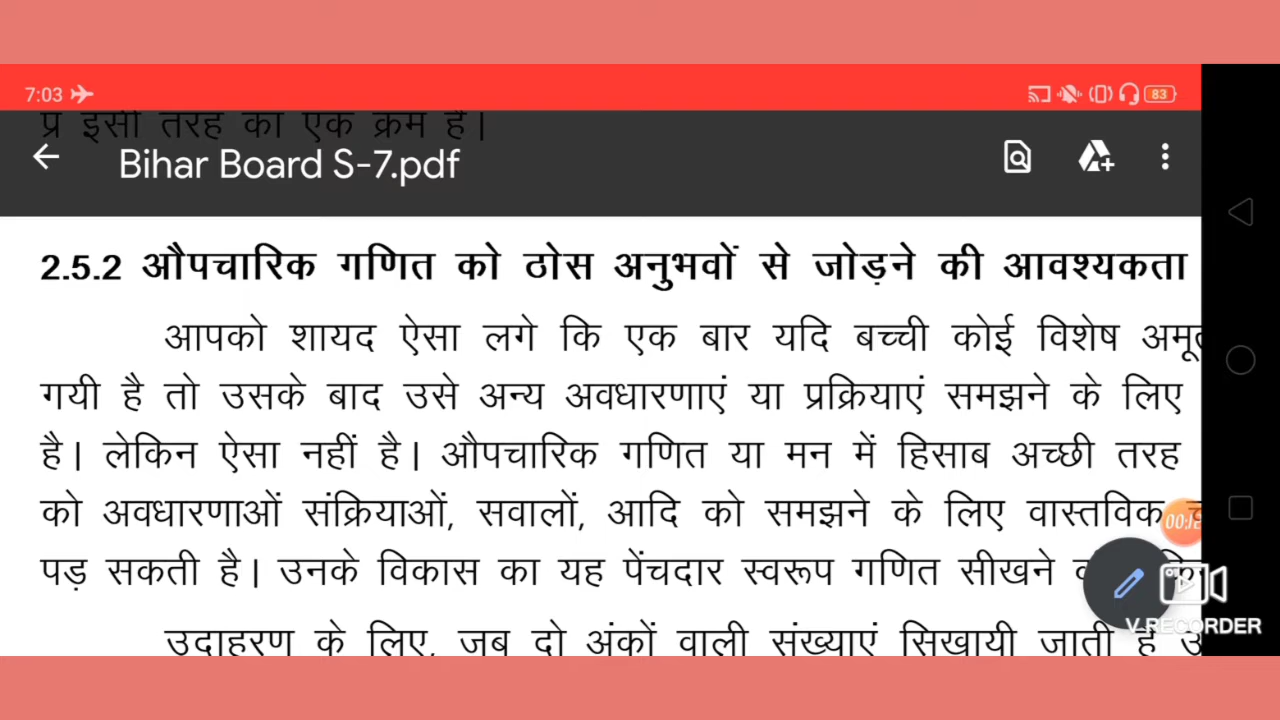 7:03
83
प्र इसी तरह का एक क्रम है।
Bihar Board S-7.pdf
2.5.2 औपचारिक गणित को ठोस अनुभवों से जोड़ने की आवश्यकता
आपको शायद ऐसा लगे कि एक बार यदि बच्ची कोई विशेष
गयी है तो उसके बाद उसे अन्य अवधारणाएं या प्रक्रियाएं समझने के लिए
है। लेकिन ऐसा नहीं है। औपचारिक गणित या मन में हिसाब अच्छी तरह
को अवधारणाओं संक्रियाओं, सवालों, आदि को समझने के लिए वास्तविक
पड़ सकती है। उनके विकास का यह पेंचदार स्वरूप गणित सीखने
उदाहरण के लिए, जब दो अंकों वाली संख्याएं सिखायी जाती है
V RECORDER